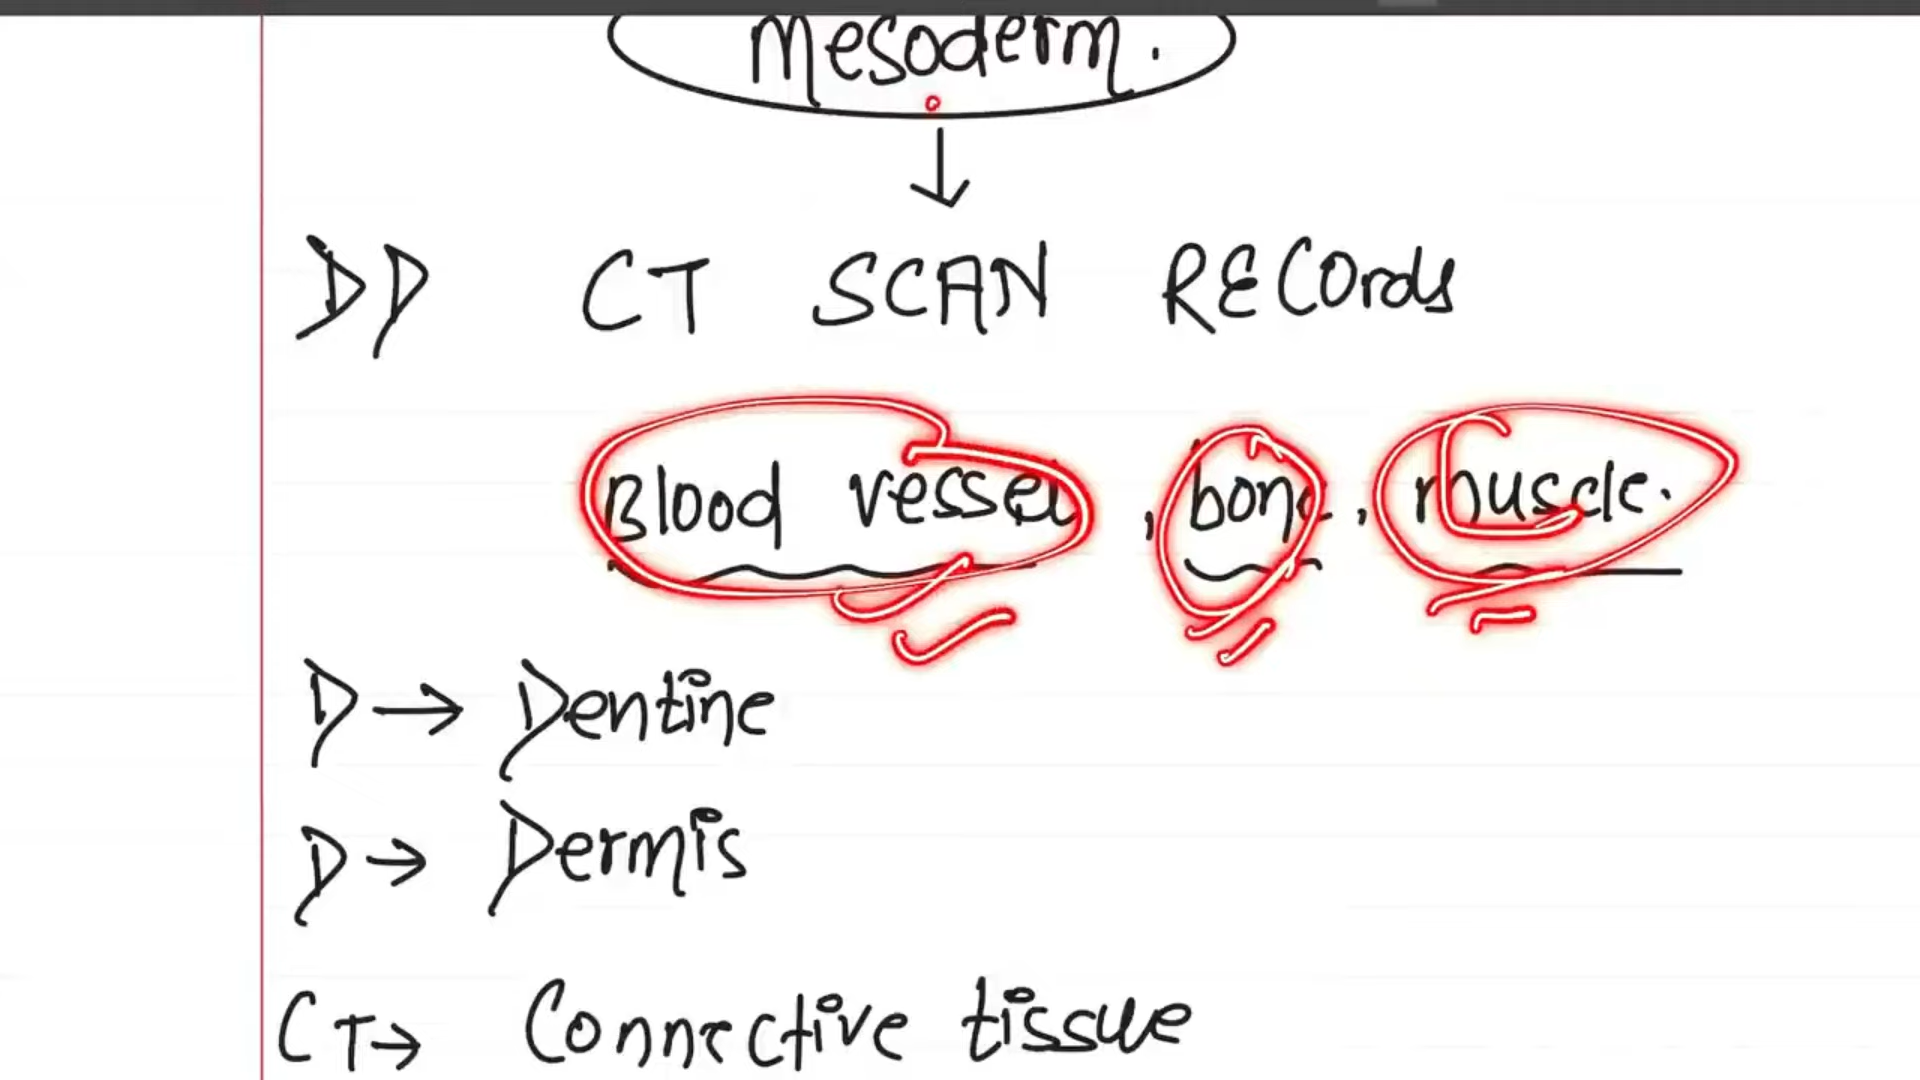 Mesoderm.
↓
DD CT SCAN RECords
Blood vessel, bone, muscle.
D → Dentine
D → Dermis
CT → Connective tissue